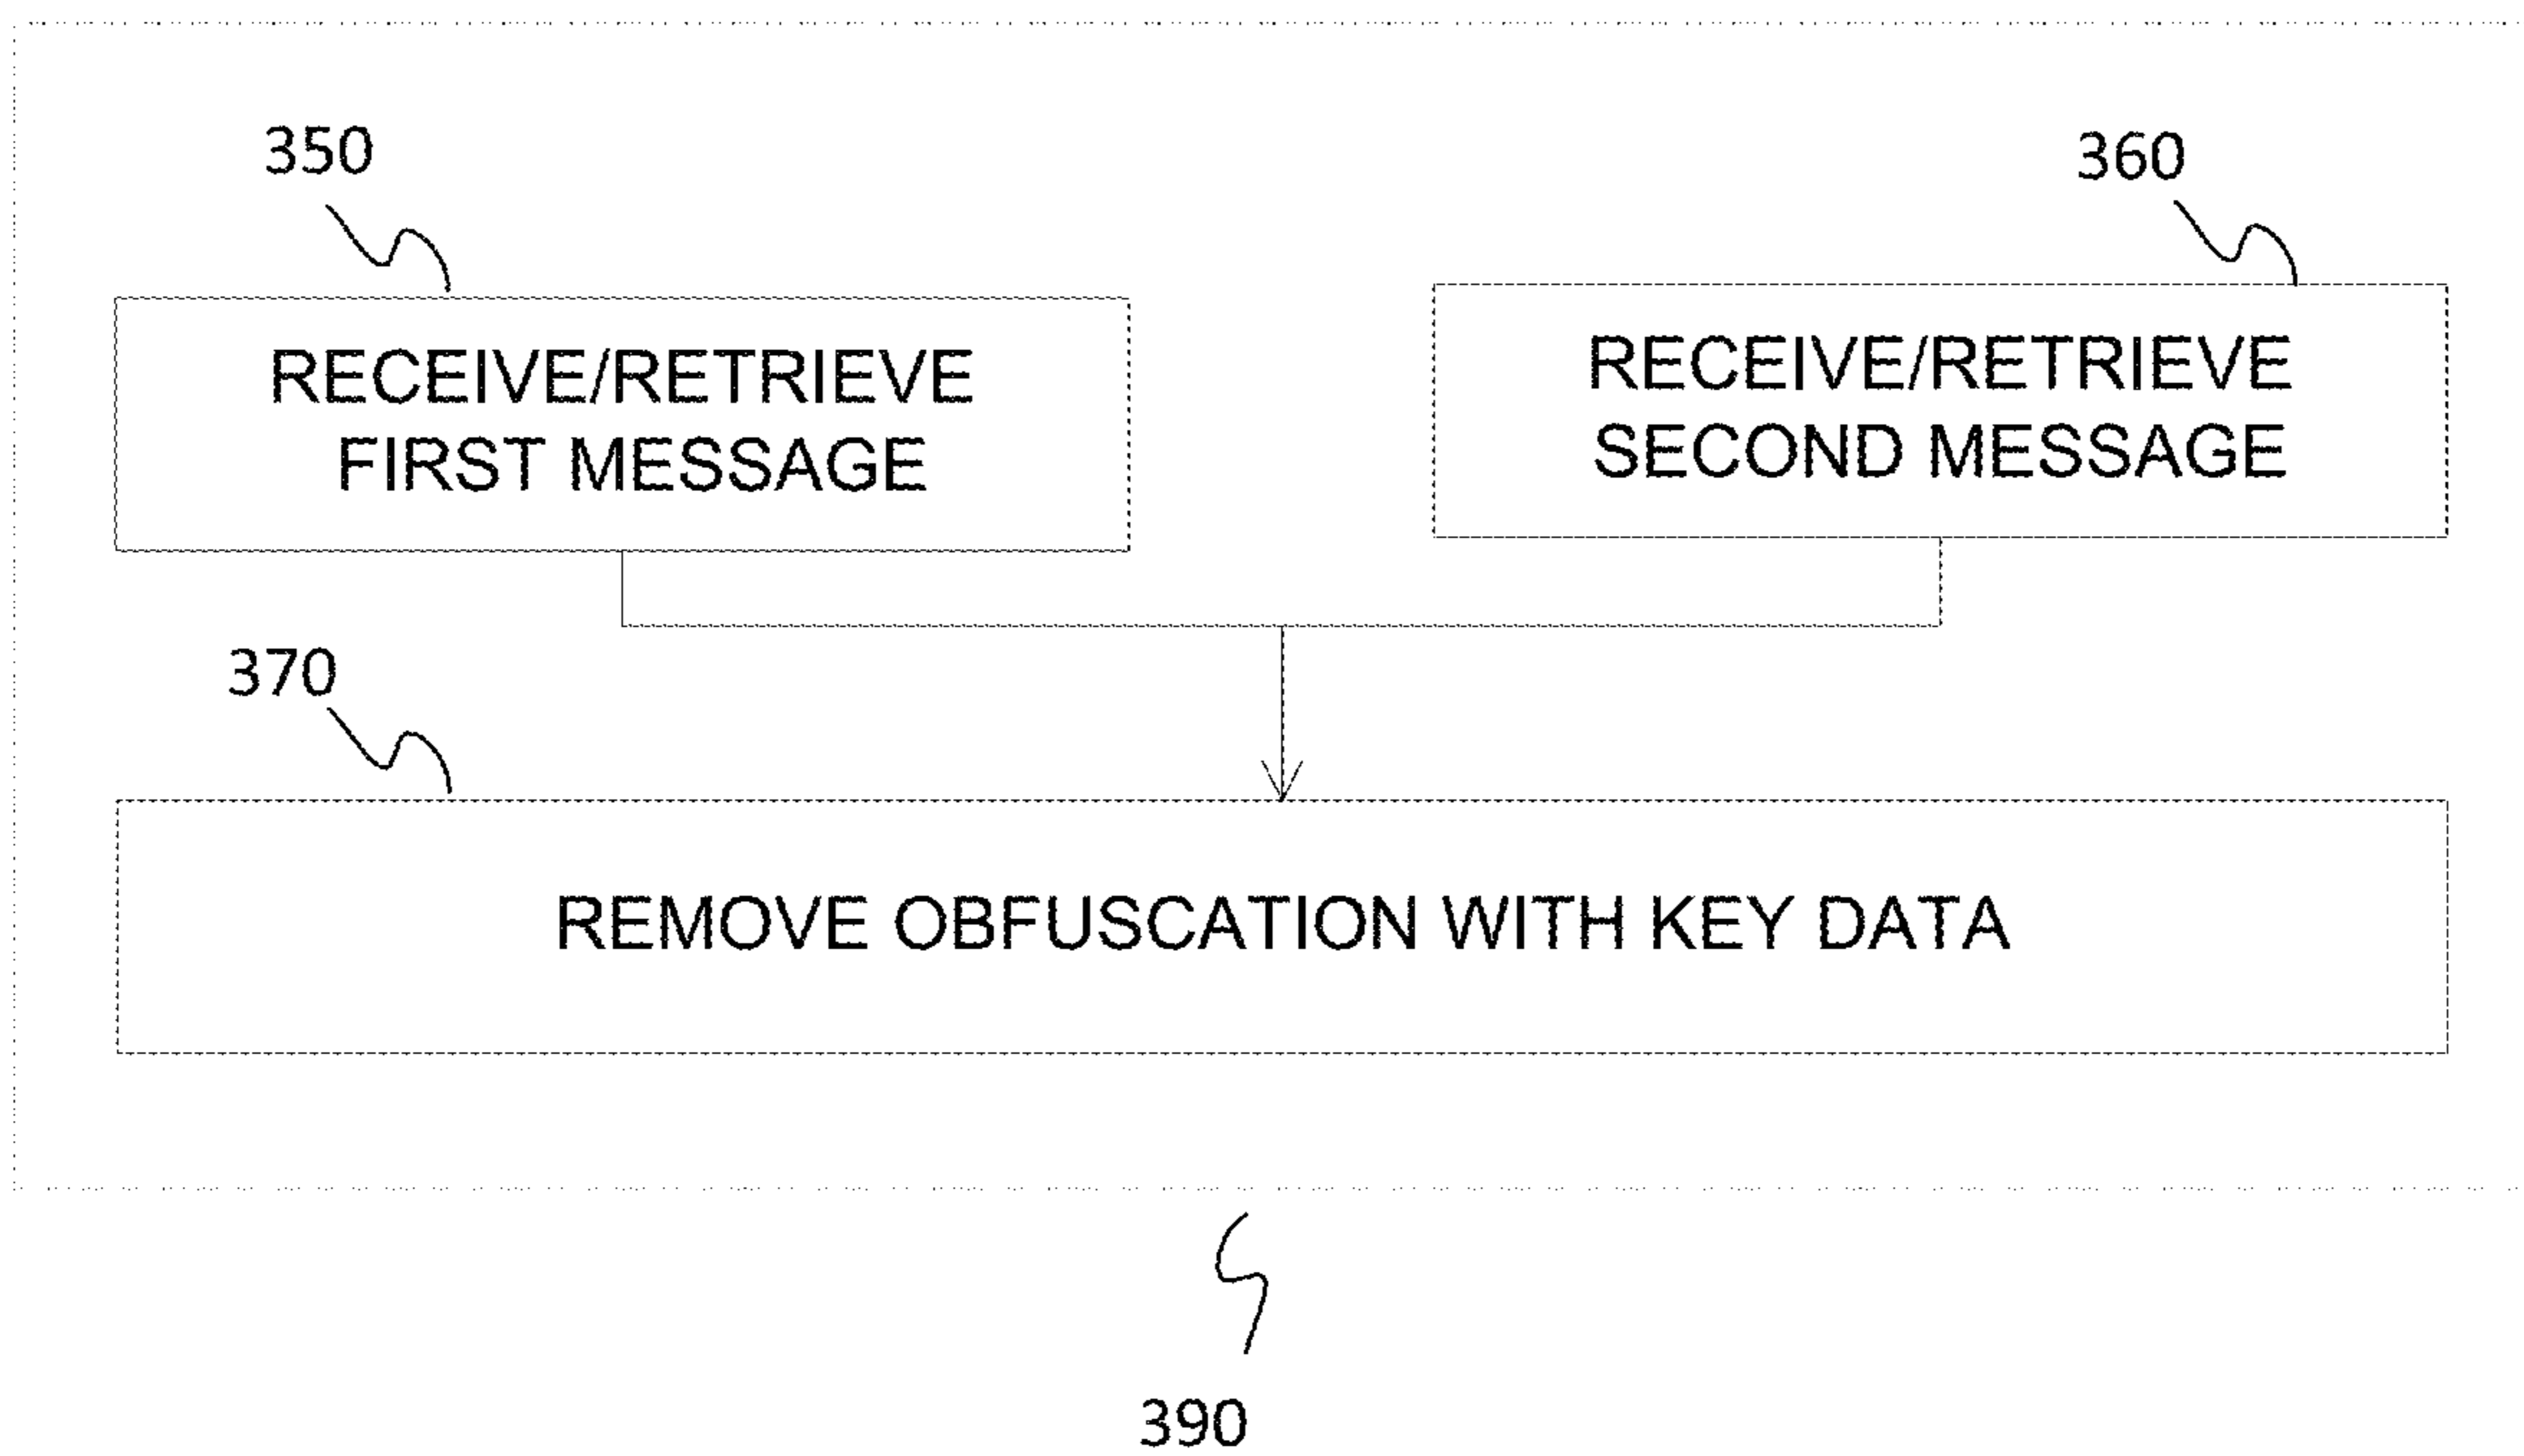 350
360
RECEIVE/RETRIEVE
FIRST MESSAGE
RECEIVE/RETRIEVE
SECOND MESSAGE
370
REMOVE OBFUSCATION WITH KEY DATA
390